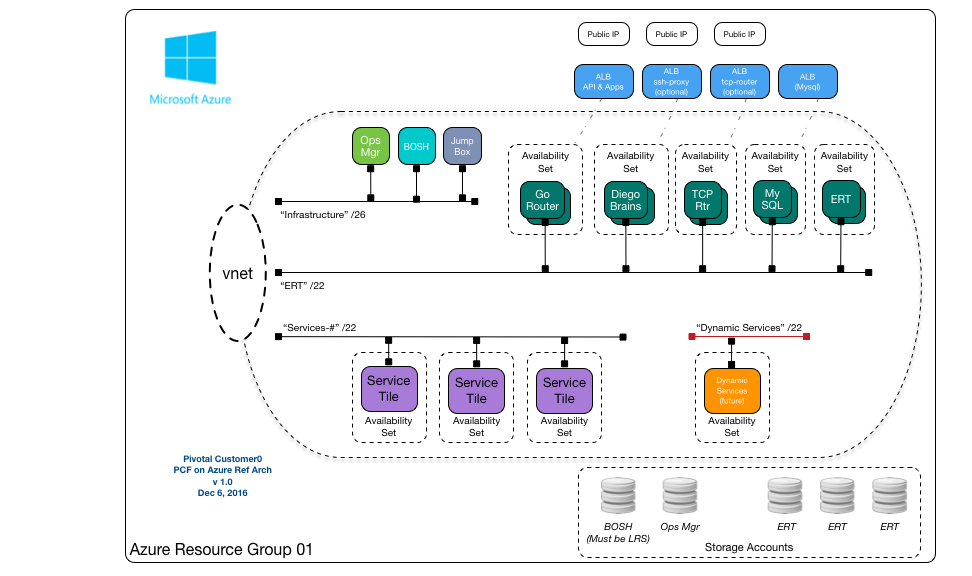 Public IP
Public IP
Public IP
ALB
API & Apps
ALB
ssh-proxy
(optional)
ALB
tcp-router
(optional)
ALB
(Mysql)
Microsoft Azure
Ops
Mgr
BOSH
Jump
Box
Availability
Set
Go
Router
Availability
Set
Diego
Brains
Availability
Set
TCP
Rtr
Availability
Set
My
SQL
Availability
Set
ERT
“Infrastructure” /26
vnet
“ERT” /22
“Services-#” /22
“Dynamic Services” /22
Service
Tile
Availability
Set
Service
Tile
Availability
Set
Service
Tile
Availability
Set
Dynamic
Services
(future)
Availability
Set
Pivotal Customer0
PCF on Azure Ref Arch
v 1.0
Dec 6, 2016
BOSH
(Must be LRS)
Ops Mgr
ERT
ERT
ERT
Storage Accounts
Azure Resource Group 01